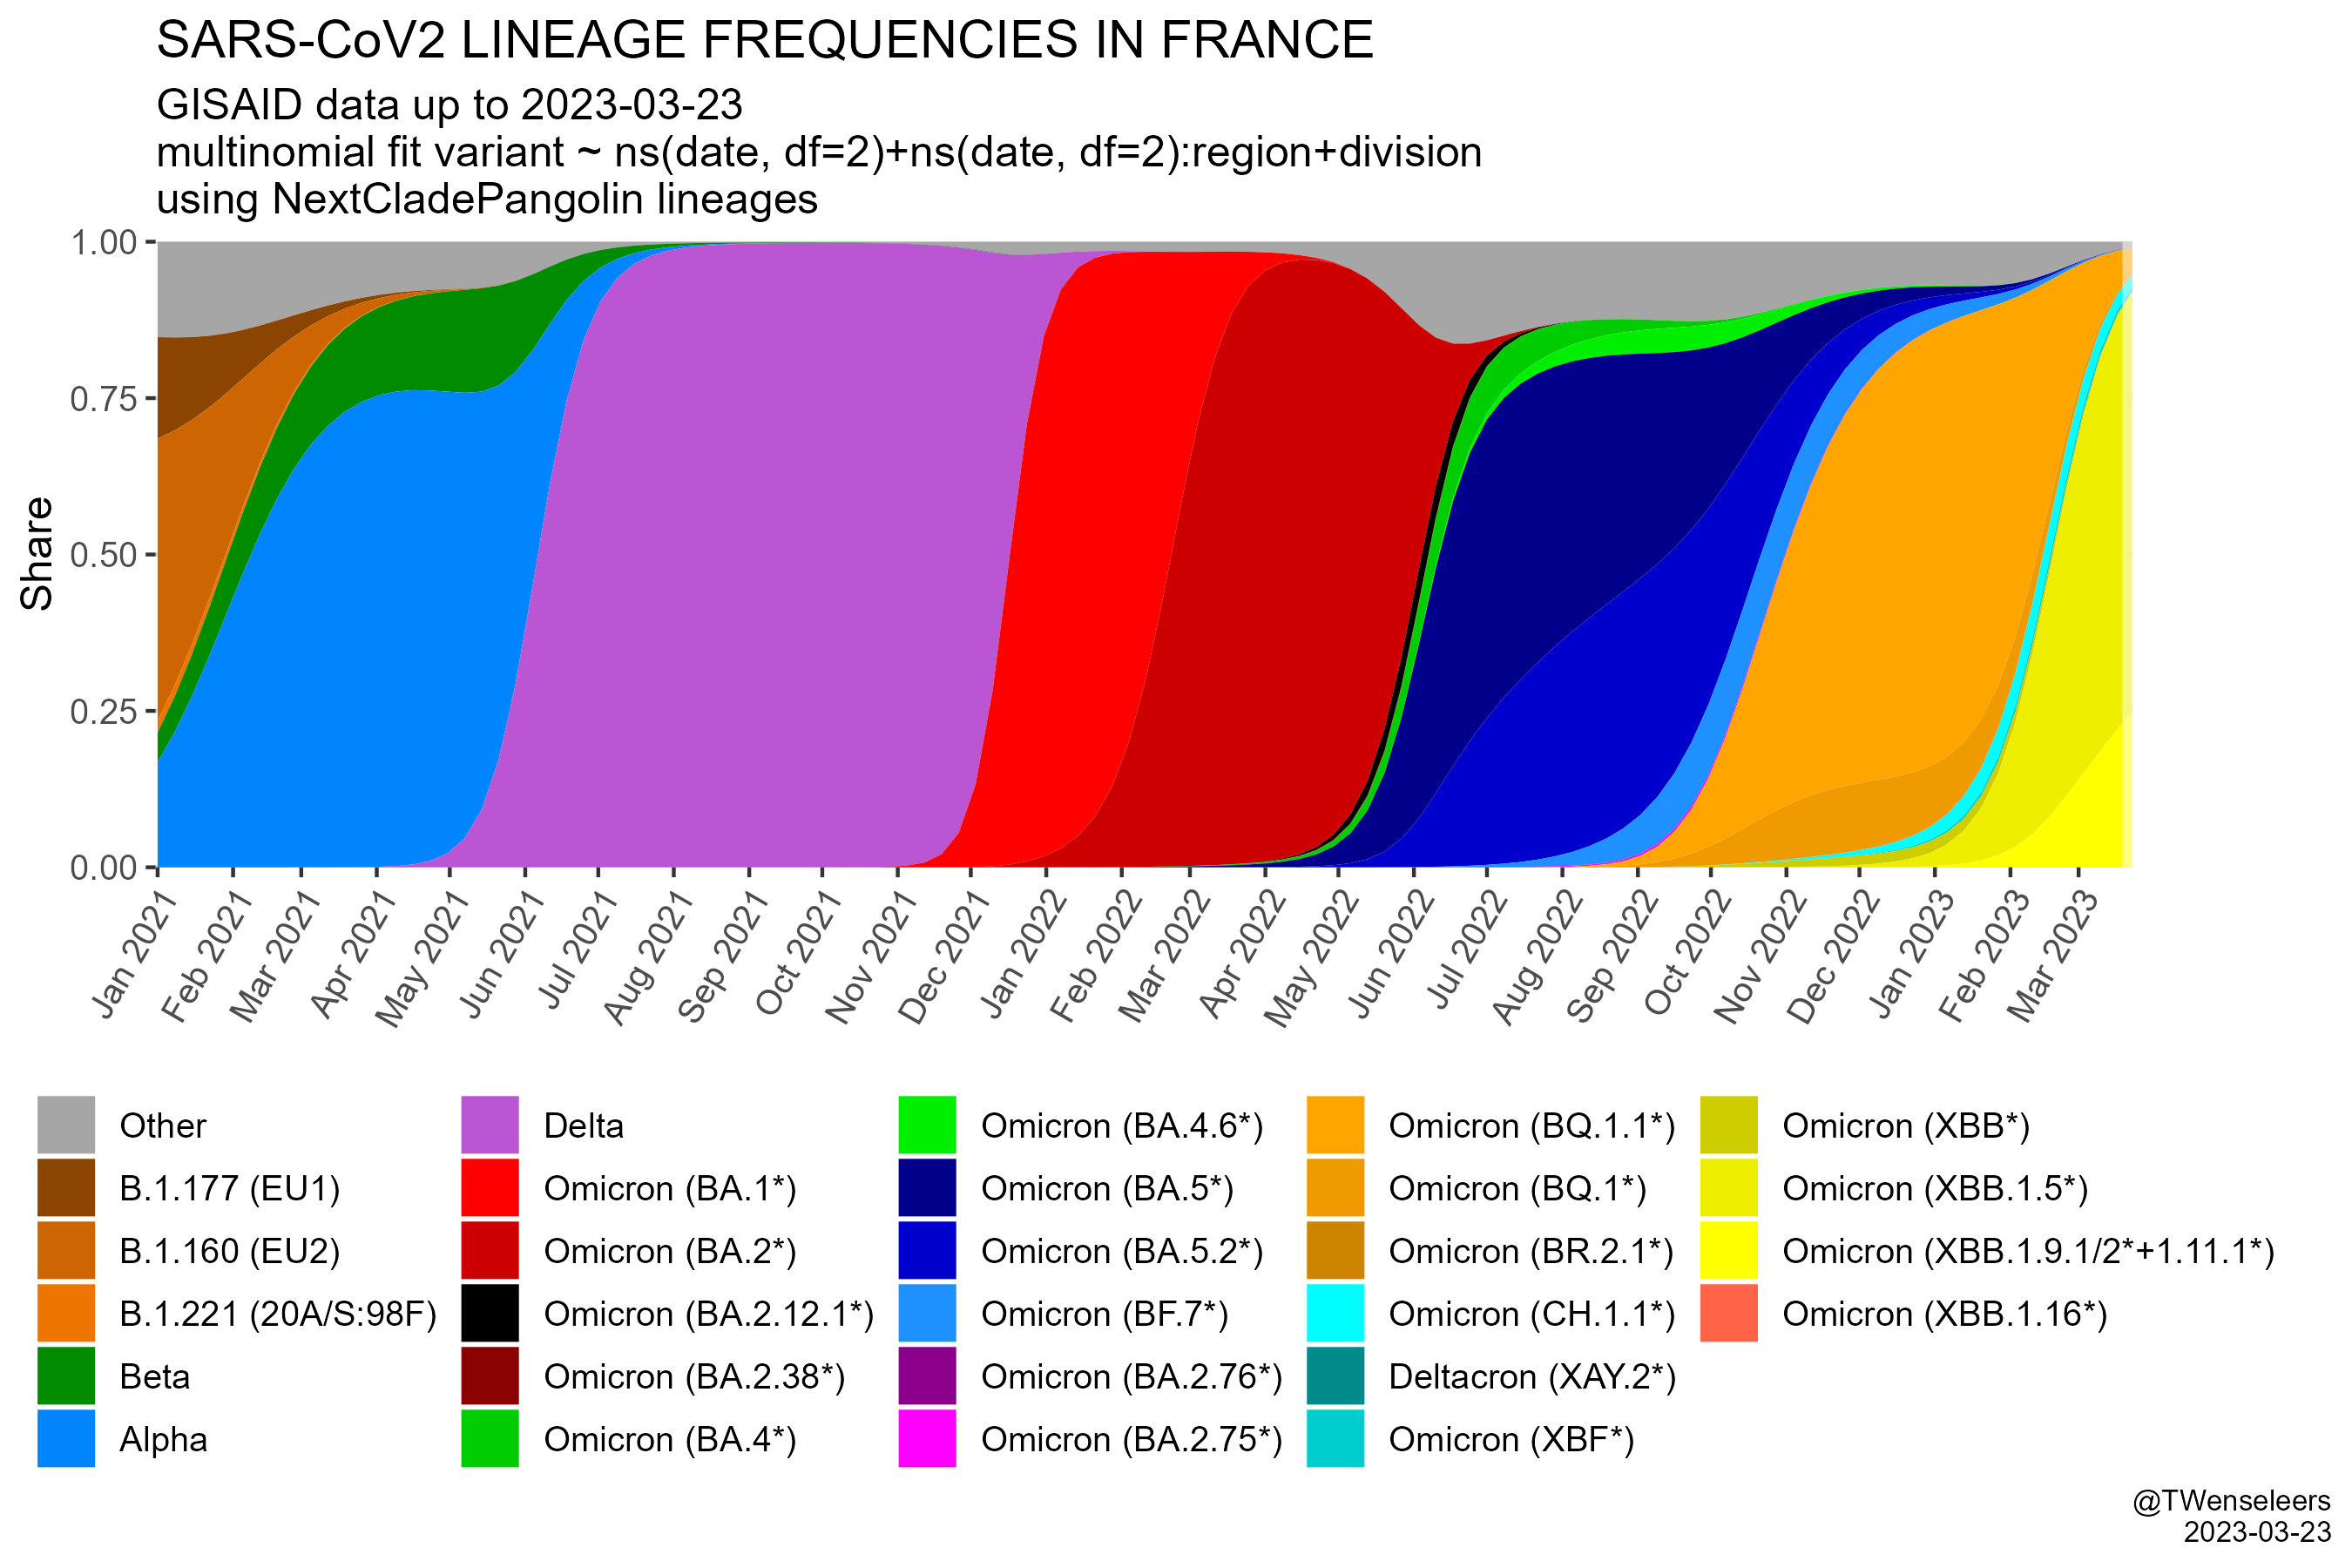 SARS-CoV2 LINEAGE FREQUENCIES IN FRANCE
GISAID data up to 2023-03-23
multinomial fit variant ~ ns(date, df=2)+ns(date, df=2):region+division
using NextCladePangolin lineages
Share
1.00
0.75
0.50
0.25
0.00
Jan 2021
Feb 2021
Mar 2021
Apr 2021
May 2021
Jun 2021
Jul 2021
Aug 2021
Sep 2021
Oct 2021
Nov 2021
Dec 2021
Jan 2022
Feb 2022
Mar 2022
Apr 2022
May 2022
Jun 2022
Jul 2022
Aug 2022
Sep 2022
Oct 2022
Nov 2022
Dec 2022
Jan 2023
Feb 2023
Mar 2023
Other
B.1.177 (EU1)
B.1.160 (EU2)
B.1.221 (20A/S:98F)
Beta
Alpha
Delta
Omicron (BA.1*)
Omicron (BA.2*)
Omicron (BA.2.12.1*)
Omicron (BA.2.38*)
Omicron (BA.4*)
Omicron (BA.4.6*)
Omicron (BA.5*)
Omicron (BA.5.2*)
Omicron (BF.7*)
Omicron (BA.2.76*)
Omicron (BA.2.75*)
Omicron (BQ.1.1*)
Omicron (BQ.1*)
Omicron (BR.2.1*)
Omicron (CH.1.1*)
Deltacron (XAY.2*)
Omicron (XBF*)
Omicron (XBB*)
Omicron (XBB.1.5*)
Omicron (XBB.1.9.1/2*+1.11.1*)
Omicron (XBB.1.16*)
@TWenseleers
2023-03-23